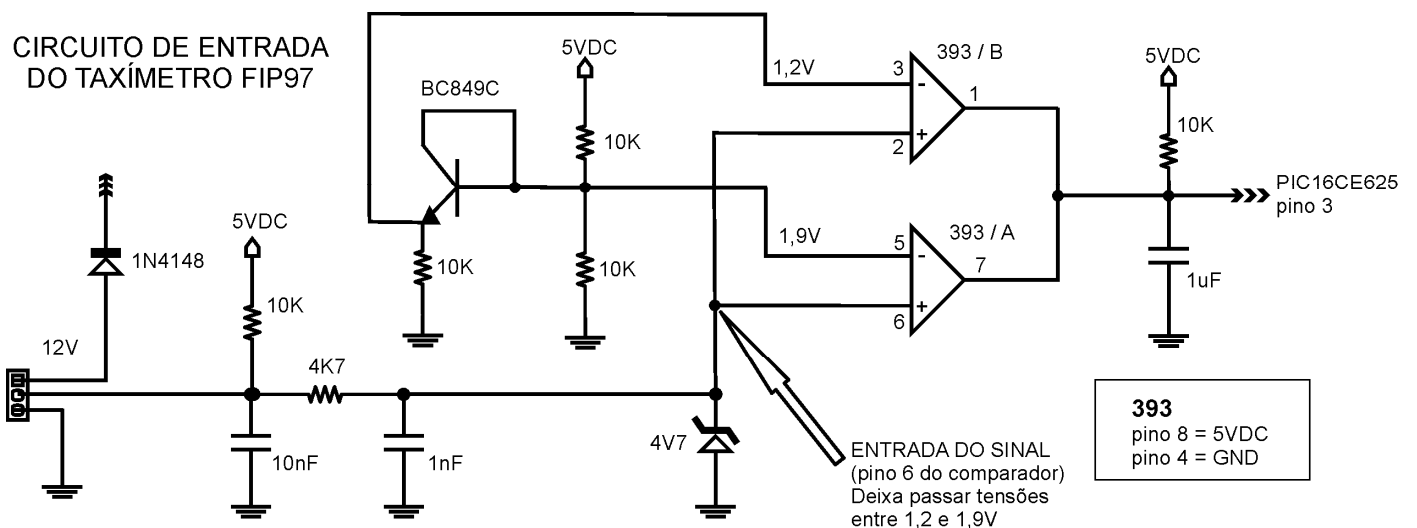 CIRCUITO DE ENTRADA
DO TAXÍMETRO FIP97
BC849C
5VDC
10K
10K
10K
1,2V
1,9V
393 / B
3
-
+
2
1
393 / A
5
-
+
6
7
5VDC
10K
PIC16CE625
pino 3
1uF
1N4148
5VDC
10K
12V
4K7
10nF
1nF
4V7
ENTRADA DO SINAL
(pino 6 do comparador)
Deixa passar tensões
entre 1,2 e 1,9V
393
pino 8 = 5VDC
pino 4 = GND